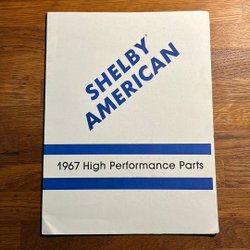 SHELBY
AMERICAN
1967 High Performance Parts